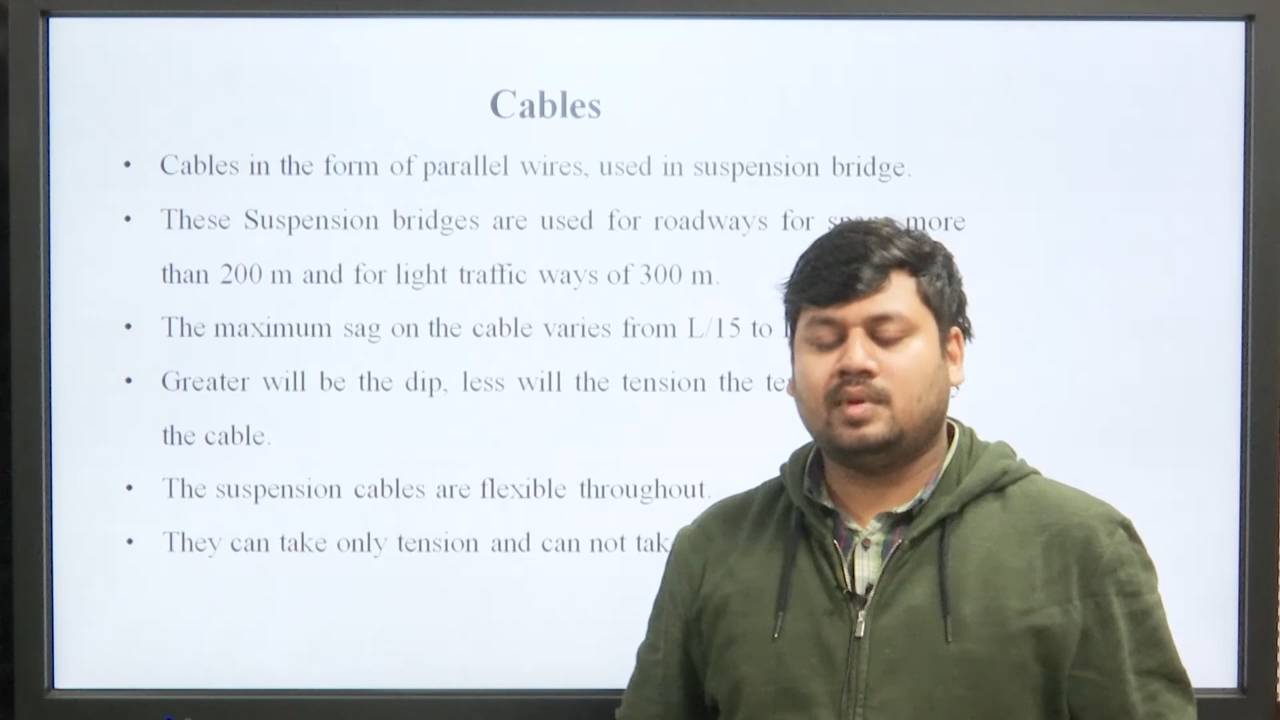 Cables
• Cables in the form of parallel wires, used in suspension bridge.
• These Suspension bridges are used for roadways for more
than 200 m and for light traffic ways of 300 m.
• The maximum sag on the cable varies from L/15 to
• Greater will be the dip, less will the tension the
the cable.
• The suspension cables are flexible throughout.
• They can take only tension and can not